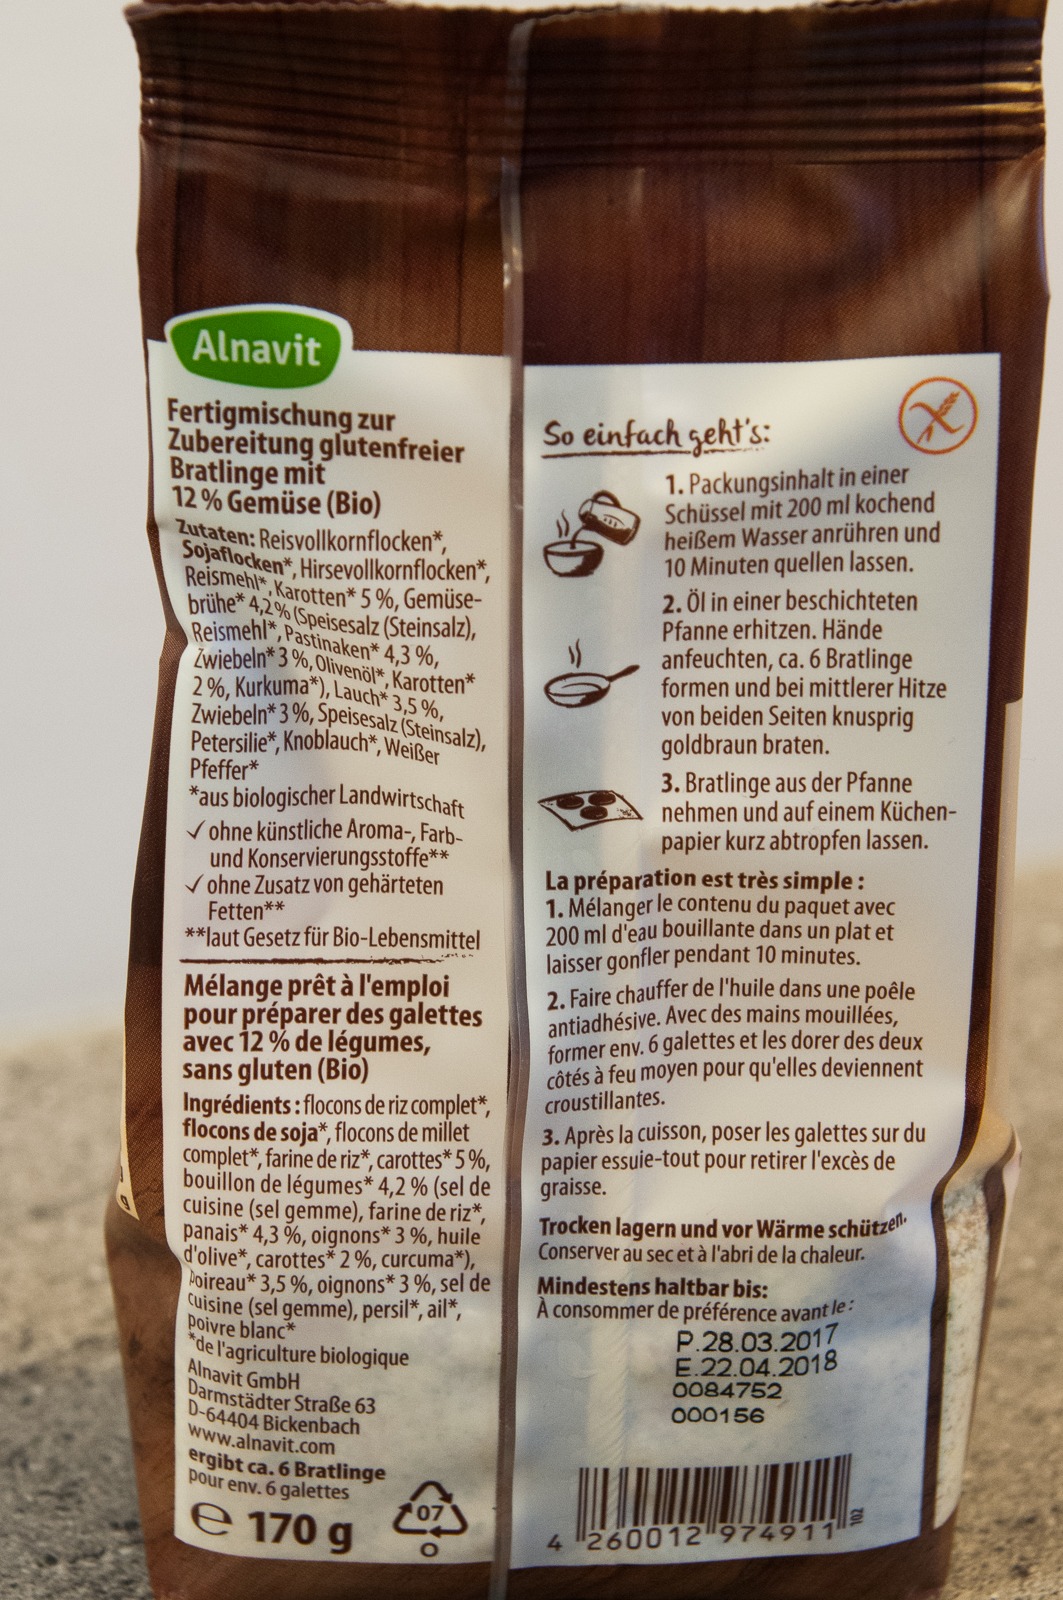 Alnavit
Fertigmischung zur
Zubereitung glutenfreier
Bratlinge mit
12 % Gemüse (Bio)
Zutaten: Reisvollkornflocken*,
Sojaflocken*, Hirsevollkornflocken*,
Reismehl*, Karotten* 5 %, Gemüse-
brühe* 4,2% (Speisesalz (Steinsalz),
Reismehl*, Pastinaken* 4,3 %,
Zwiebeln* 3 %, Olivenöl*, Karotten*
2 %, Kurkuma*), Lauch* 3,5 %,
Zwiebeln* 3 %, Speisesalz (Steinsalz),
Petersilie*, Knoblauch*, Weißer
Pfeffer*
*aus biologischer Landwirtschaft
✓ ohne künstliche Aroma-, Farb-
und Konservierungsstoffe**
✓ ohne Zusatz von gehärteten
Fetten**
**laut Gesetz für Bio-Lebensmittel
Mélange prêt à l'emploi
pour préparer des galettes
avec 12 % de légumes,
sans gluten (Bio)
Ingrédients : flocons de riz complet*,
flocons de soja*, flocons de millet
complet*, farine de riz*, carottes* 5 %,
bouillon de légumes* 4,2 % (sel de
cuisine (sel gemme), farine de riz*,
panais* 4,3 %, oignons* 3 %, huile
d'olive*, carottes* 2 %, curcuma*),
poireau* 3,5 %, oignons* 3 %, sel de
cuisine (sel gemme), persil*, ail*,
poivre blanc*
*de l'agriculture biologique
Alnavit GmbH
Darmstädter Straße 63
D-64404 Bickenbach
www.alnavit.com
ergibt ca. 6 Bratlinge
pour env. 6 galettes
℮ 170 g
07
O
So einfach geht's:
1. Packungsinhalt in einer
Schüssel mit 200 ml kochend
heißem Wasser anrühren und
10 Minuten quellen lassen.
2. Öl in einer beschichteten
Pfanne erhitzen. Hände
anfeuchten, ca. 6 Bratlinge
formen und bei mittlerer Hitze
von beiden Seiten knusprig
goldbraun braten.
3. Bratlinge aus der Pfanne
nehmen und auf einem Küchen-
papier kurz abtropfen lassen.
La préparation est très simple :
1. Mélanger le contenu du paquet avec
200 ml d'eau bouillante dans un plat et
laisser gonfler pendant 10 minutes.
2. Faire chauffer de l'huile dans une poêle
antiadhésive. Avec des mains mouillées,
former env. 6 galettes et les dorer des deux
côtés à feu moyen pour qu'elles deviennent
croustillantes.
3. Après la cuisson, poser les galettes sur du
papier essuie-tout pour retirer l'excès de
graisse.
Trocken lagern und vor Wärme schützen.
Conserver au sec et à l'abri de la chaleur.
Mindestens haltbar bis:
À consommer de préférence avant le :
P.28.03.2017
E.22.04.2018
0084752
000156
4 260012 974911
102